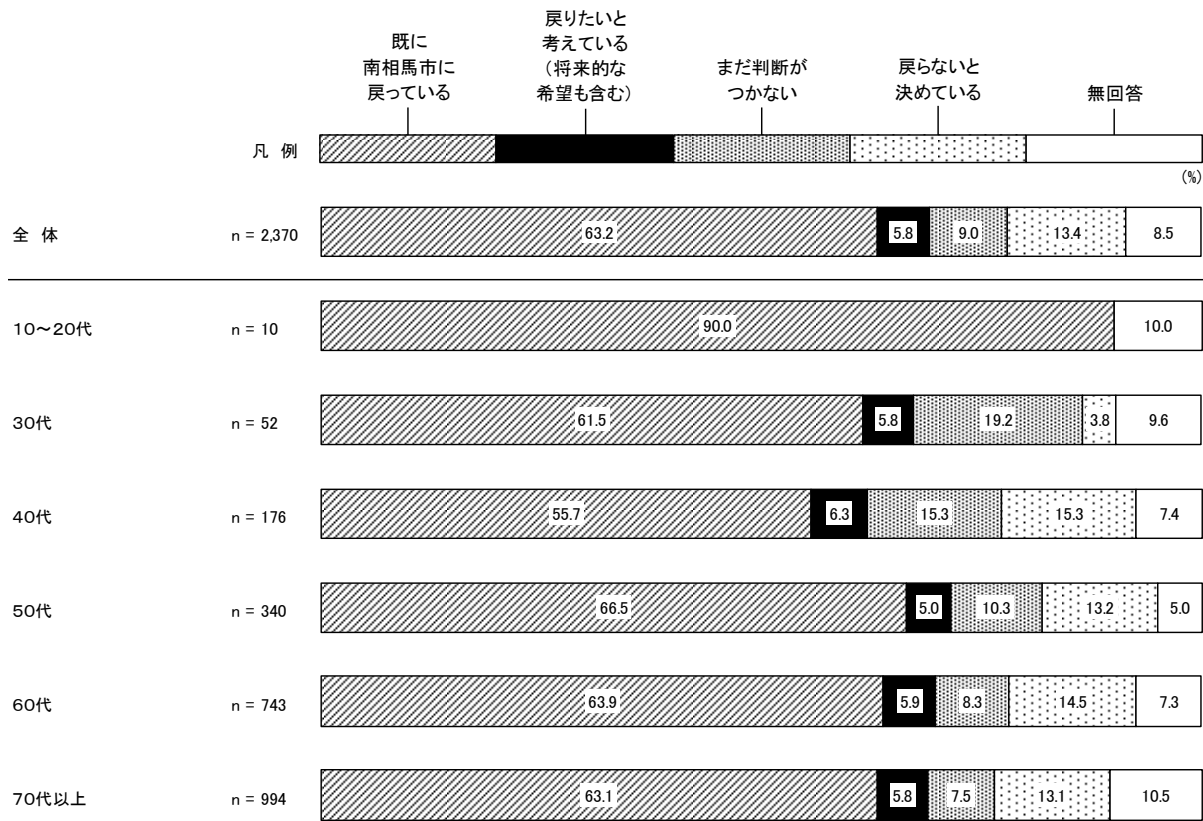 既に
南相馬市に
戻っている
戻りたいと
考えている
（将来的な
希望も含む）
まだ判断が
つかない
戻らないと
決めている
無回答
凡 例
(%)
全 体 n = 2,370 63.2 5.8 9.0 13.4 8.5
10～20代 n = 10 90.0 10.0
30代 n = 52 61.5 5.8 19.2 3.8 9.6
40代 n = 176 55.7 6.3 15.3 15.3 7.4
50代 n = 340 66.5 5.0 10.3 13.2 5.0
60代 n = 743 63.9 5.9 8.3 14.5 7.3
70代以上 n = 994 63.1 5.8 7.5 13.1 10.5